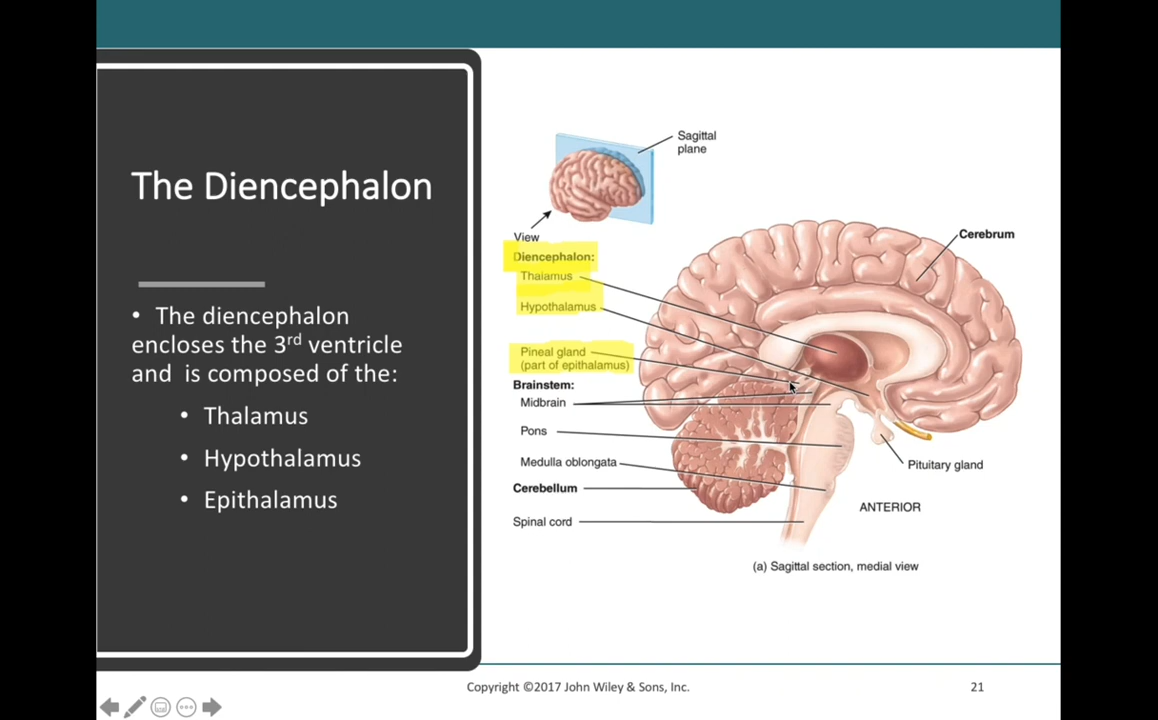 The Diencephalon
• The diencephalon
encloses the 3rd ventricle
and is composed of the:
• Thalamus
• Hypothalamus
• Epithalamus
Sagittal
plane
View
Diencephalon:
Thalamus
Hypothalamus
Pineal gland
(part of epithalamus)
Brainstem:
Midbrain
Pons
Medulla oblongata
Cerebellum
Spinal cord
Cerebrum
Pituitary gland
ANTERIOR
(a) Sagittal section, medial view
Copyright ©2017 John Wiley & Sons, Inc.
21